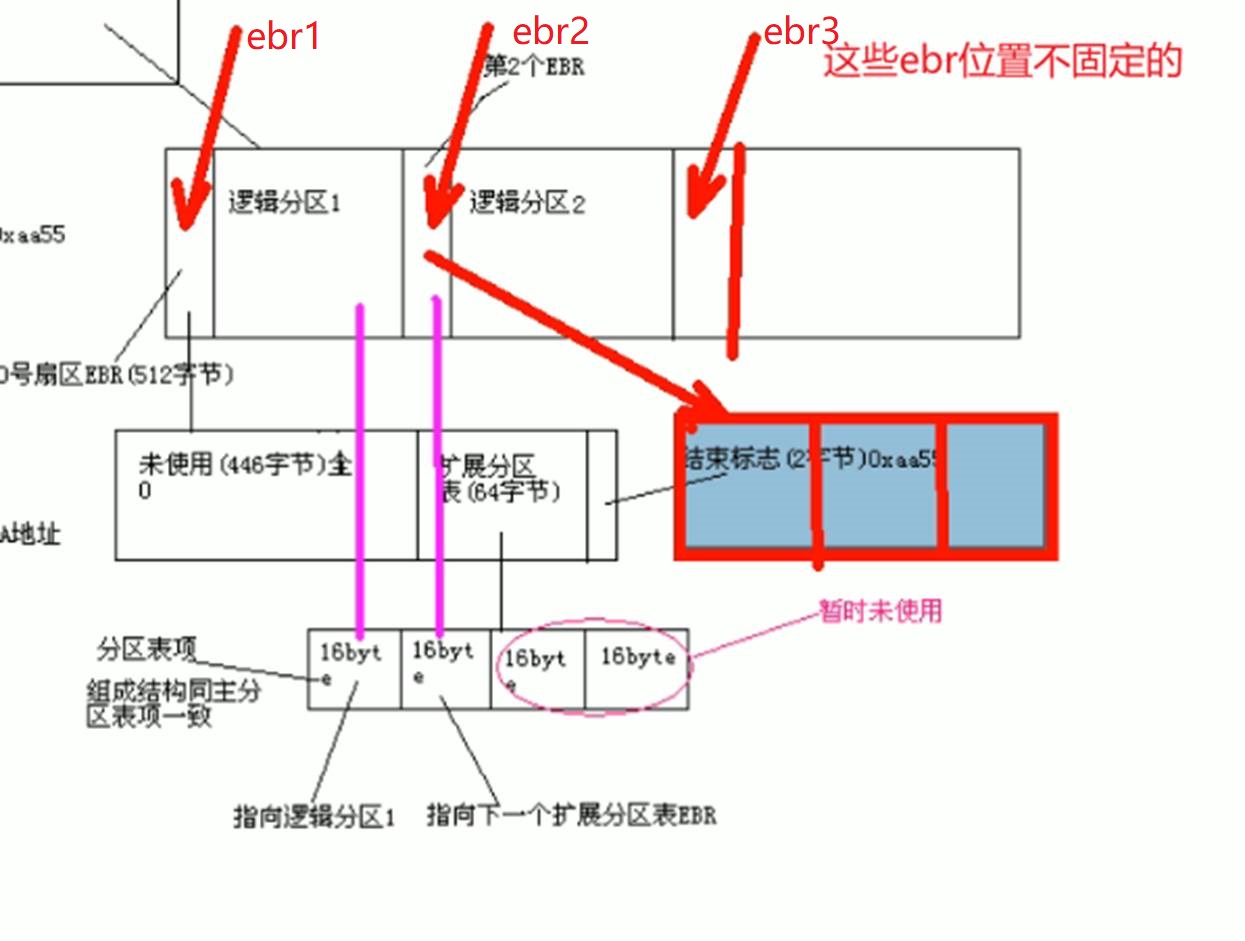 ebr1
ebr2
ebr3
这些ebr位置不固定的
第2个EBR
逻辑分区1
逻辑分区2
0xaa55
0号扇区EBR(512字节)
未使用(446字节)全
0
扩展分区
表(64字节)
结束标志(2字节)0xaa55
A地址
暂时未使用
分区表项
组成结构同主分
区表项一致
16byt
e
16byt
e
16byt
e
16byte
指向逻辑分区1
指向下一个扩展分区表EBR